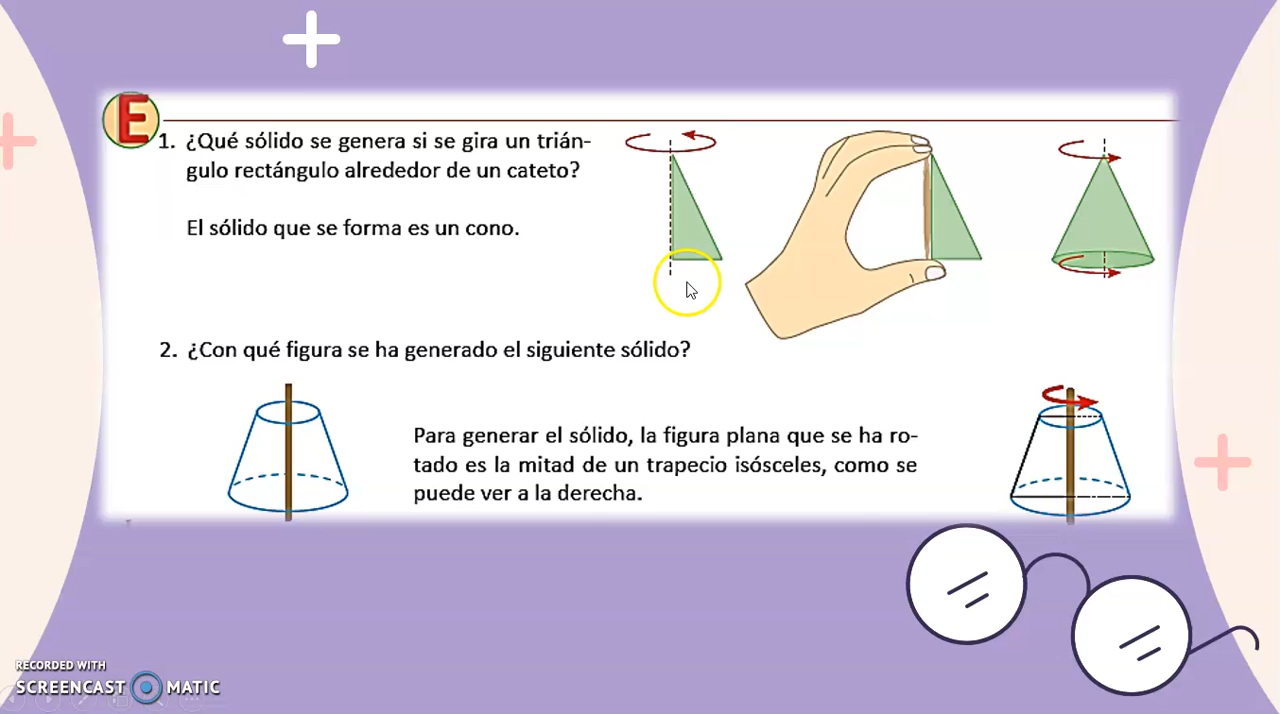 E
1. ¿Qué sólido se genera si se gira un trián-
gulo rectángulo alrededor de un cateto?
El sólido que se forma es un cono.
2. ¿Con qué figura se ha generado el siguiente sólido?
Para generar el sólido, la figura plana que se ha ro-
tado es la mitad de un trapecio isósceles, como se
puede ver a la derecha.
RECORDED WITH
SCREENCAST MATIC